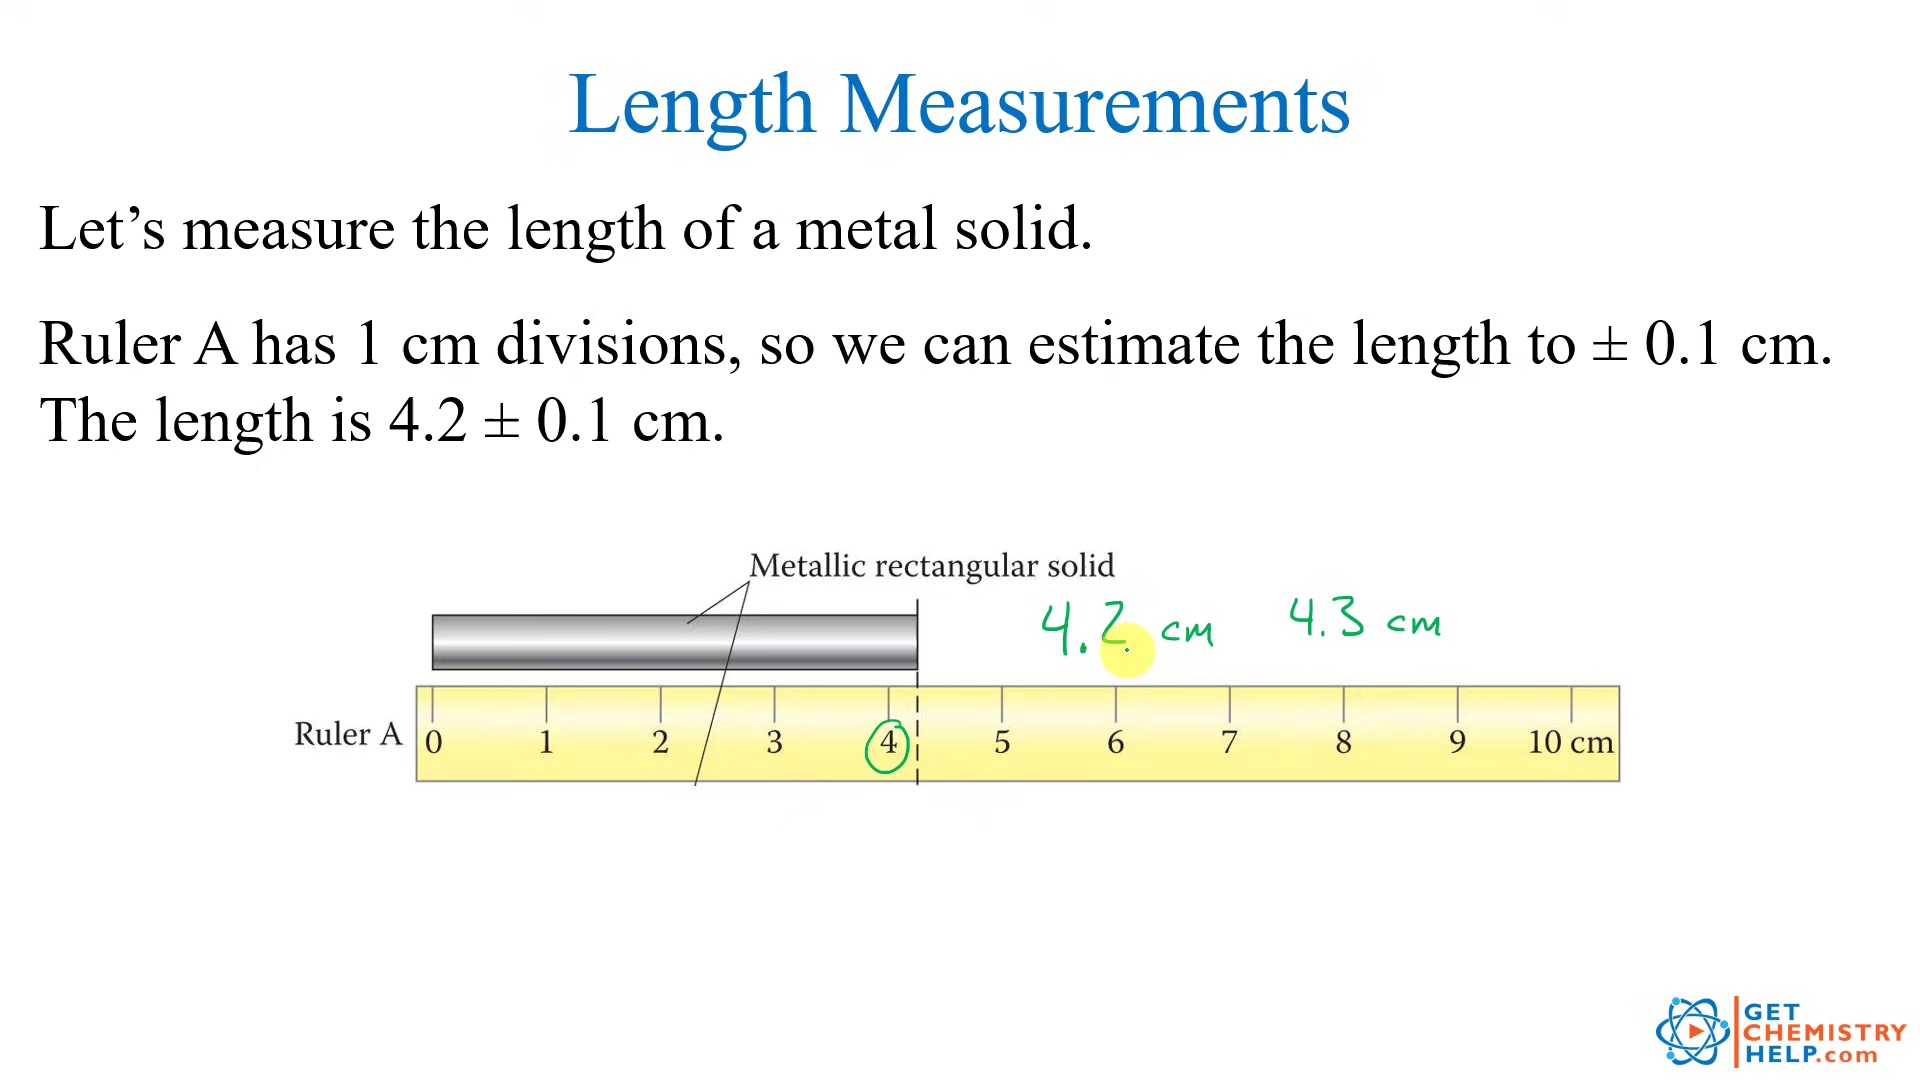 Length Measurements
Let’s measure the length of a metal solid.
Ruler A has 1 cm divisions, so we can estimate the length to ± 0.1 cm.
The length is 4.2 ± 0.1 cm.
Metallic rectangular solid
4.2 cm 4.3 cm
Ruler A 0 1 2 3 4 5 6 7 8 9 10 cm
GET
CHEMISTRY
HELP.com